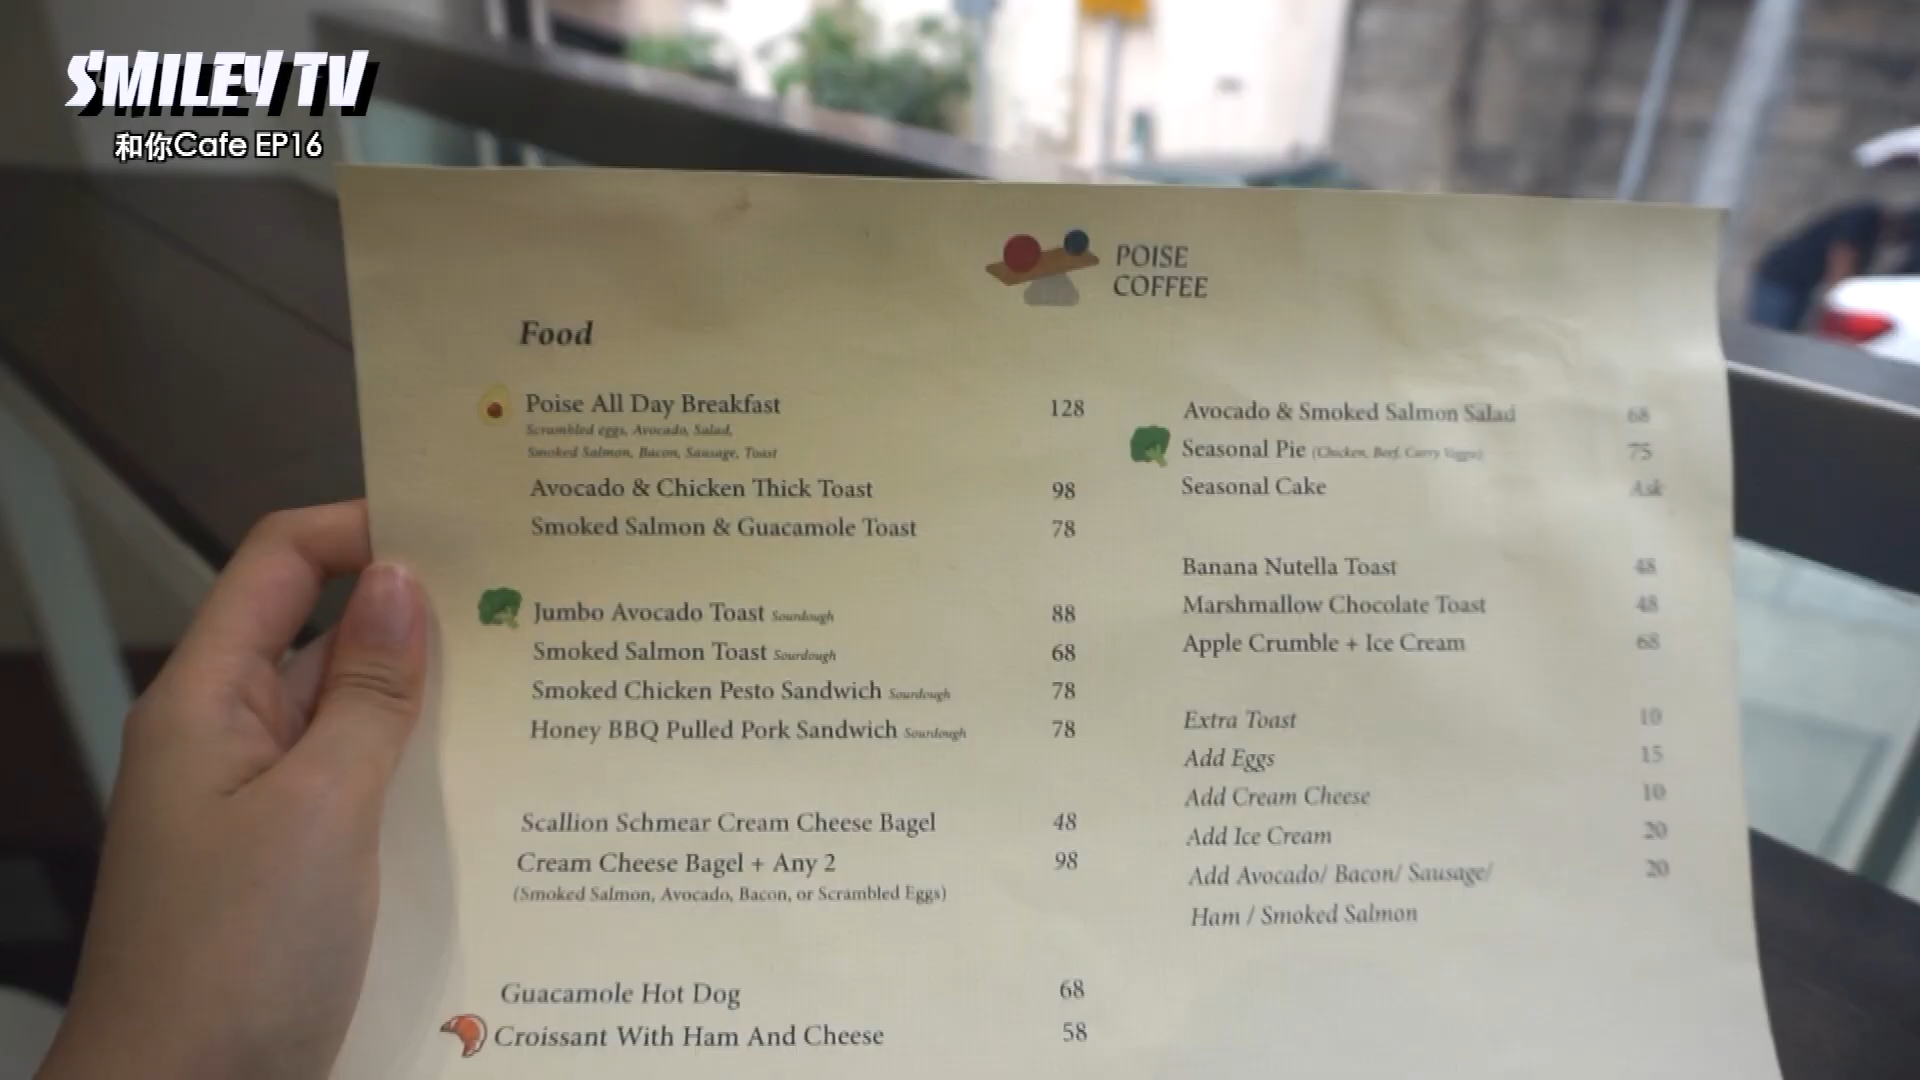 SMILEY TV
和你Cafe EP16
POISE
COFFEE
Food
Poise All Day Breakfast 128
Scrambled eggs, Avocado, Salad,
Smoked Salmon, Bacon, Sausage, Toast
Avocado & Chicken Thick Toast 98
Smoked Salmon & Guacamole Toast 78
Jumbo Avocado Toast Sourdough 88
Smoked Salmon Toast Sourdough 68
Smoked Chicken Pesto Sandwich Sourdough 78
Honey BBQ Pulled Pork Sandwich Sourdough 78
Scallion Schmear Cream Cheese Bagel 48
Cream Cheese Bagel + Any 2 98
(Smoked Salmon, Avocado, Bacon, or Scrambled Eggs)
Guacamole Hot Dog 68
Croissant With Ham And Cheese 58
Avocado & Smoked Salmon Salad 68
Seasonal Pie (Chicken, Beef, Curry Veggie) 75
Seasonal Cake Ask
Banana Nutella Toast 48
Marshmallow Chocolate Toast 48
Apple Crumble + Ice Cream 68
Extra Toast 10
Add Eggs 15
Add Cream Cheese 10
Add Ice Cream 20
Add Avocado/ Bacon/ Sausage/ 20
Ham / Smoked Salmon